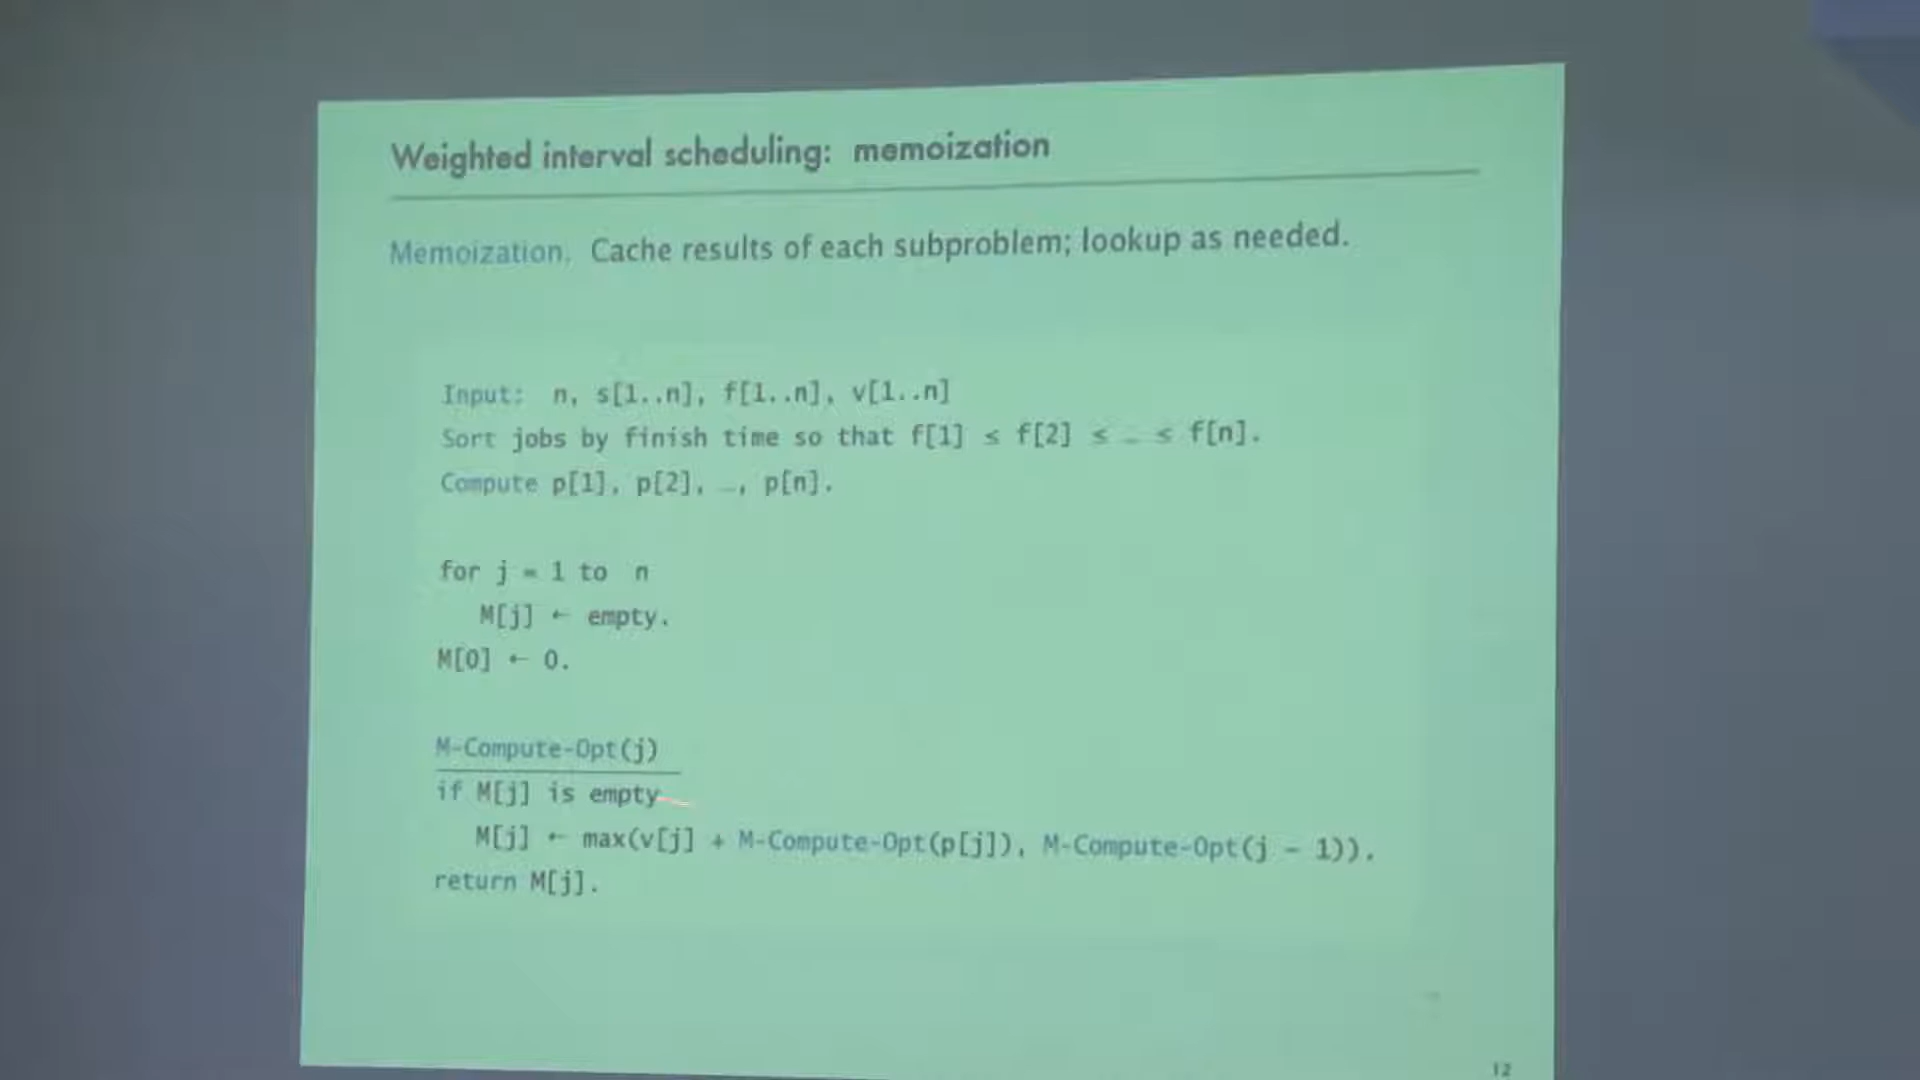 Weighted interval scheduling: memoization
Memoization. Cache results of each subproblem; lookup as needed.
Input: n, s[1..n], f[1..n], v[1..n]
Sort jobs by finish time so that f[1] ≤ f[2] ≤ … ≤ f[n].
Compute p[1], p[2], …, p[n].
for j = 1 to n
M[j] ← empty.
M[0] ← 0.
M-Compute-Opt(j)
if M[j] is empty
M[j] ← max(v[j] + M-Compute-Opt(p[j]), M-Compute-Opt(j – 1)).
return M[j].
12